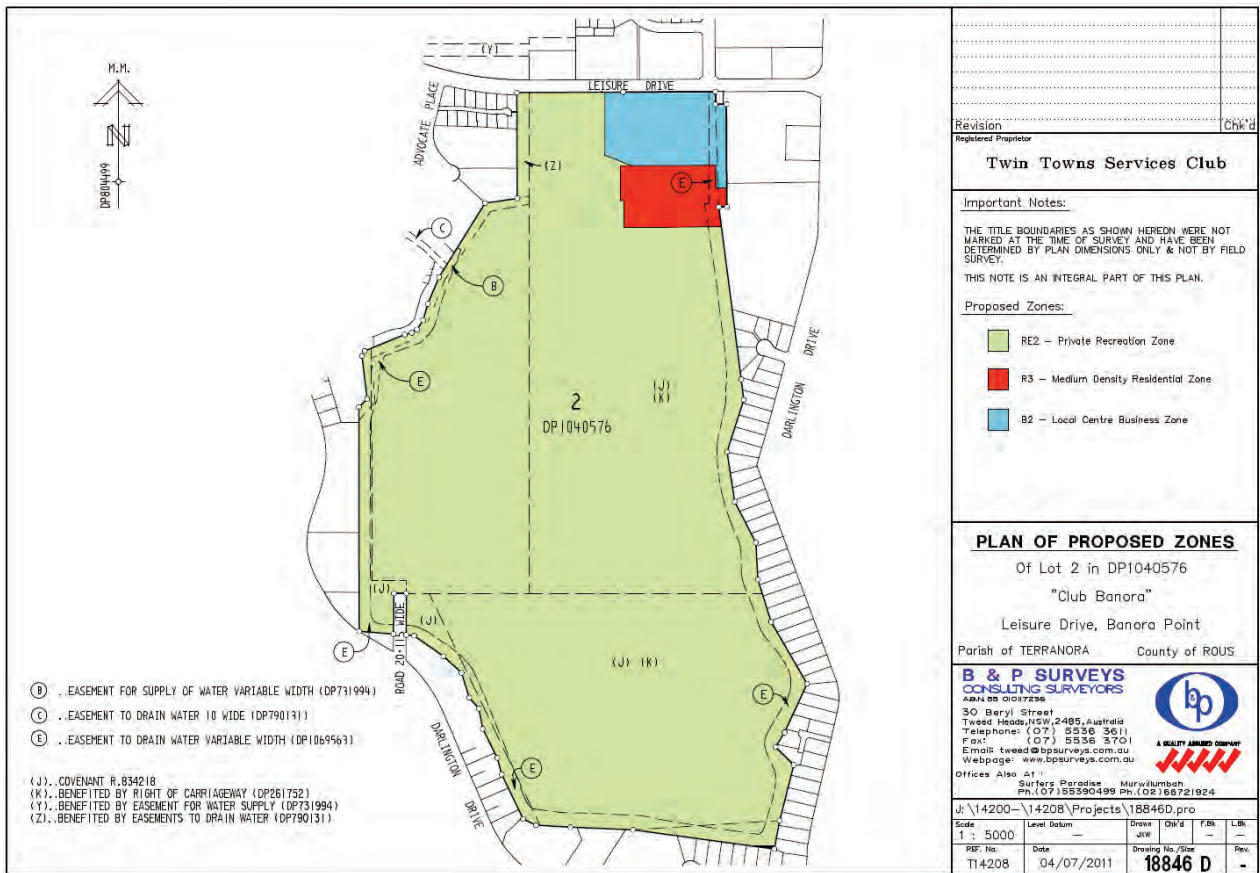 M.M.
N
DP804499
(Y)
LEISURE DRIVE
ADVOCATE PLACE
(Z)
E
C
B
E
2
DP1040576
(J)
(K)
DARLINGTON DRIVE
(J)
ROAD 20·115 WIDE
(J)
E
(J) (K)
E
E
DARLINGTON DRIVE
B ..EASEMENT FOR SUPPLY OF WATER VARIABLE WIDTH (DP731994)
C ..EASEMENT TO DRAIN WATER 10 WIDE (DP790131)
E ..EASEMENT TO DRAIN WATER VARIABLE WIDTH (DP1069563)
(J)..COVENANT R.834218
(K)..BENEFITED BY RIGHT OF CARRIAGEWAY (DP261752)
(Y)..BENEFITED BY EASEMENT FOR WATER SUPPLY (DP731994)
(Z)..BENEFITED BY EASEMENTS TO DRAIN WATER (DP790131)
Revision Chk'd
Registered Proprietor
Twin Towns Services Club
Important Notes:
THE TITLE BOUNDARIES AS SHOWN HEREON WERE NOT
MARKED AT THE TIME OF SURVEY AND HAVE BEEN
DETERMINED BY PLAN DIMENSIONS ONLY & NOT BY FIELD
SURVEY.
THIS NOTE IS AN INTEGRAL PART OF THIS PLAN.
Proposed Zones:
RE2 – Private Recreation Zone
R3 – Medium Density Residential Zone
B2 – Local Centre Business Zone
PLAN OF PROPOSED ZONES
Of Lot 2 in DP1040576
"Club Banora"
Leisure Drive, Banora Point
Parish of TERRANORA County of ROUS
B & P SURVEYS
CONSULTING SURVEYORS
30 Beryl Street
Tweed Heads,NSW,2485,Australia
Telephone: (07) 5536 3611
Fax: (07) 5536 3701
Email: tweed@bpsurveys.com.au
Webpage: www.bpsurveys.com.au
Offices Also At :
Surfers Paradise Murwillumbah
Ph.(07)55390499 Ph.(02)66721924
b&p
A QUALITY ASSURED COMPANY
J:\14200-\14208\Projects\18846D.pro
Scale Level Datum Drawn Chk'd F.Bk L.Bk
1 : 5000 — JKW — —
REF. No. Date Drawing No./Size Rev.
T14208 04/07/2011 18846 D -